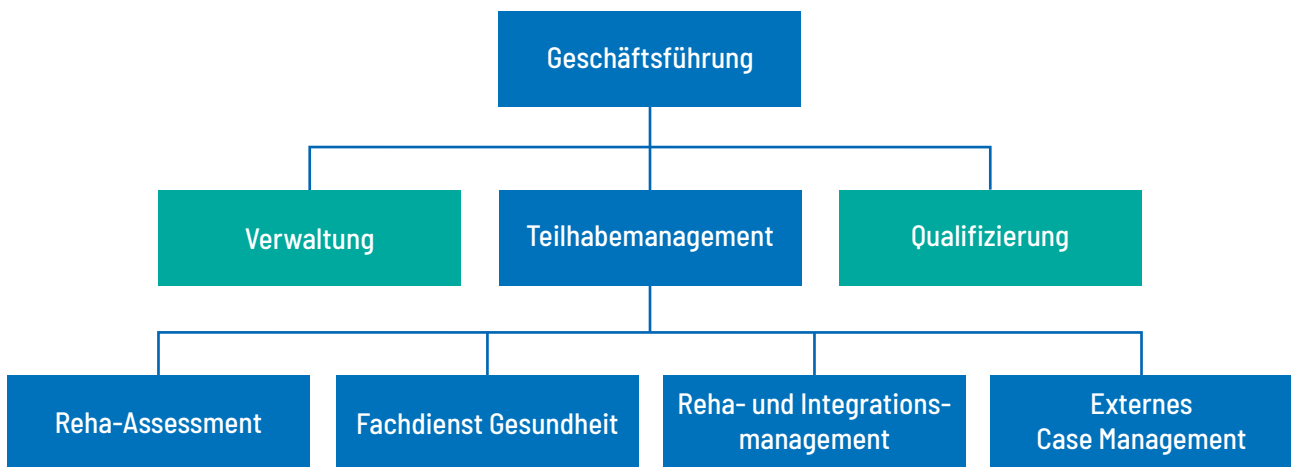 Geschäftsführung
Verwaltung
Teilhabemanagement
Qualifizierung
Reha-Assessment
Fachdienst Gesundheit
Reha- und Integrations-
management
Externes
Case Management